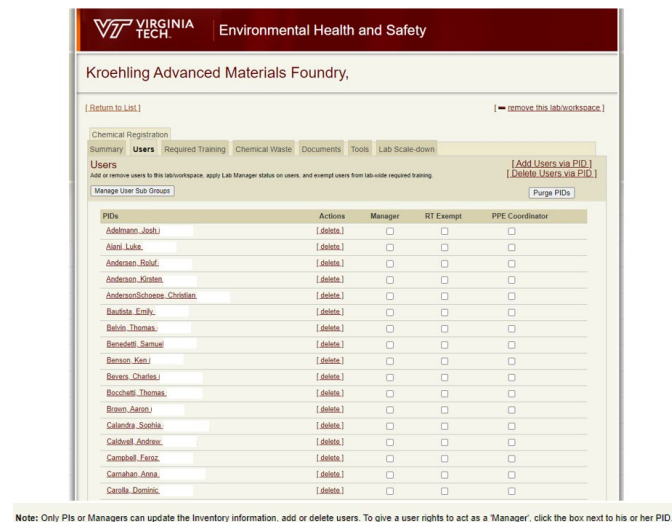 VT VIRGINIA TECH. Environmental Health and Safety
Kroehling Advanced Materials Foundry,
[ Return to List ] [ remove this lab/workspace ]
Chemical Registration
Summary Users Required Training Chemical Waste Documents Tools Lab Scale-down
Users [ Add Users via PID ]
Add or remove users to this lab/workspace, apply Lab Manager status on users, and exempt users from lab-wide required training. [ Delete Users via PID ]
Manage User Sub Groups Purge PIDs
PIDs Actions Manager RT Exempt PPE Coordinator
Adelmann, Josh [ delete ]
Ajani, Luke [ delete ]
Andersen, Roluf [ delete ]
Anderson, Kirsten [ delete ]
AndersonSchoepe, Christian [ delete ]
Bautista, Emily [ delete ]
Belvin, Thomas [ delete ]
Benedetti, Samuel [ delete ]
Benson, Ken [ delete ]
Bevers, Charles [ delete ]
Bocchetti, Thomas [ delete ]
Brown, Aaron [ delete ]
Calandra, Sophia [ delete ]
Caldwell, Andrew [ delete ]
Campbell, Feroz [ delete ]
Carnahan, Anna [ delete ]
Carolla, Dominic [ delete ]
Note: Only PIs or Managers can update the Inventory information, add or delete users. To give a user rights to act as a 'Manager', click the box next to his or her PID.